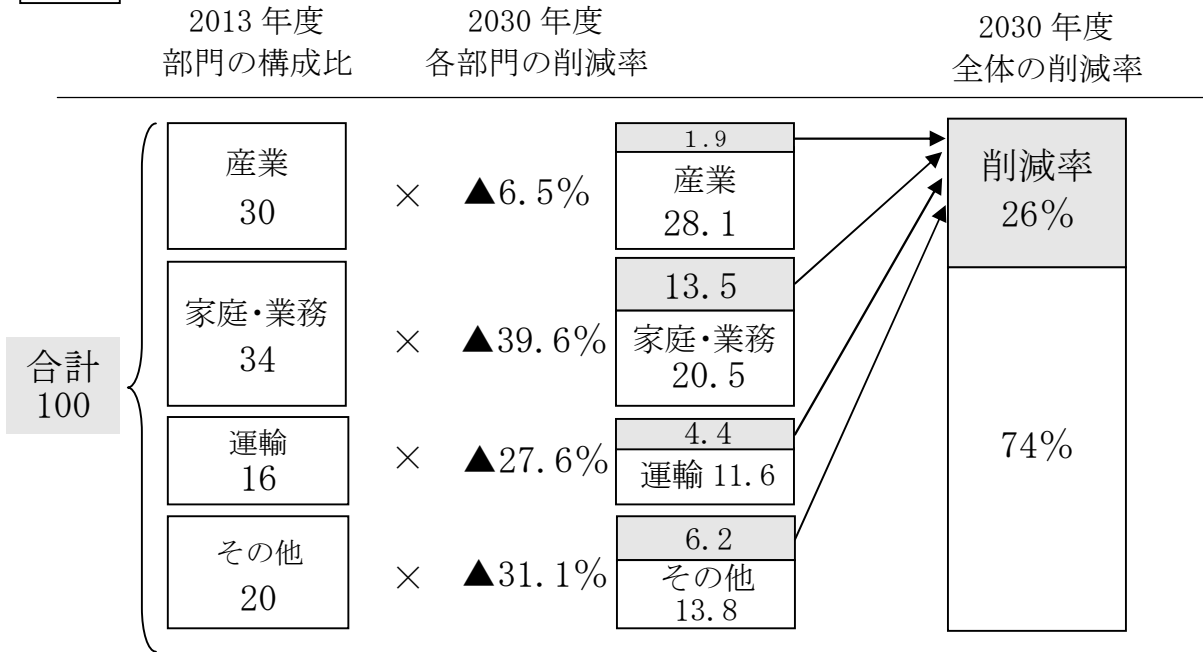 2013 年度
部門の構成比
2030 年度
各部門の削減率
2030 年度
全体の削減率
合計
100
産業
30
×
▲6.5%
1.9
産業
28.1
家庭・業務
34
×
▲39.6%
13.5
家庭・業務
20.5
運輸
16
×
▲27.6%
4.4
運輸 11.6
その他
20
×
▲31.1%
6.2
その他
13.8
削減率
26%
74%